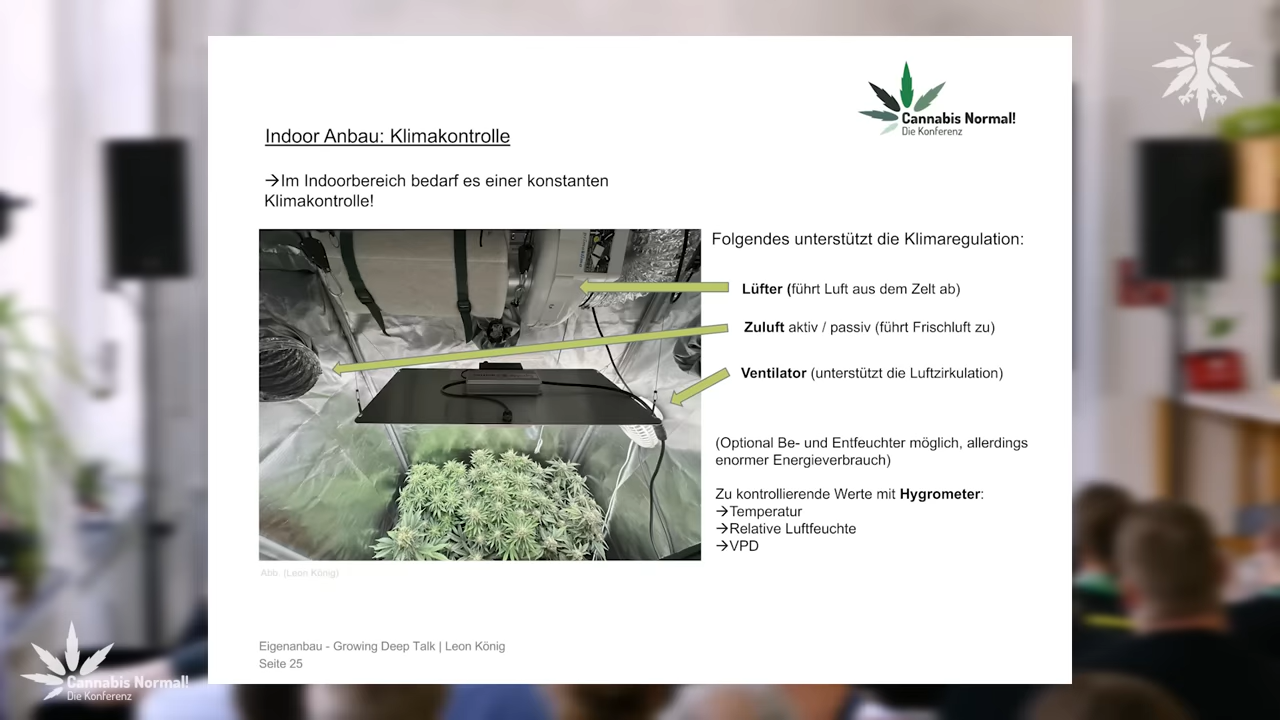 Cannabis Normal!
Die Konferenz
Indoor Anbau: Klimakontrolle
→Im Indoorbereich bedarf es einer konstanten
Klimakontrolle!
Folgendes unterstützt die Klimaregulation:
Lüfter (führt Luft aus dem Zelt ab)
Zuluft aktiv / passiv (führt Frischluft zu)
Ventilator (unterstützt die Luftzirkulation)
(Optional Be- und Entfeuchter möglich, allerdings
enormer Energieverbrauch)
Zu kontrollierende Werte mit Hygrometer:
→Temperatur
→Relative Luftfeuchte
→VPD
Abb. (Leon König)
Eigenanbau - Growing Deep Talk | Leon König
Seite 25
Cannabis Normal!
Die Konferenz